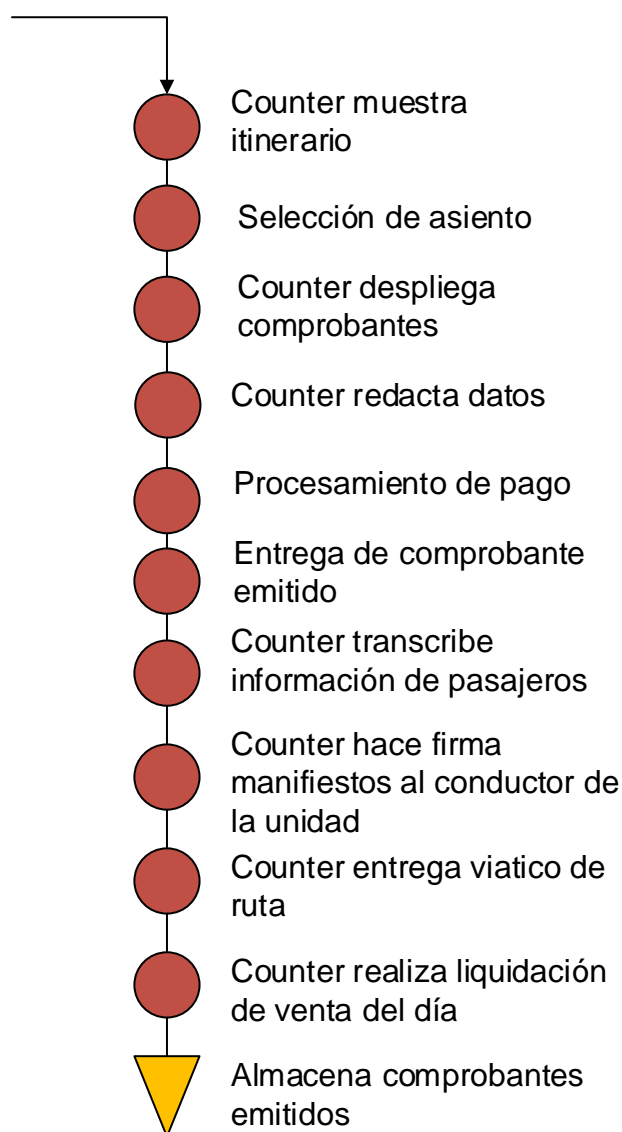 Counter muestra
itinerario
Selección de asiento
Counter despliega
comprobantes
Counter redacta datos
Procesamiento de pago
Entrega de comprobante
emitido
Counter transcribe
información de pasajeros
Counter hace firma
manifiestos al conductor de
la unidad
Counter entrega viatico de
ruta
Counter realiza liquidación
de venta del día
Almacena comprobantes
emitidos